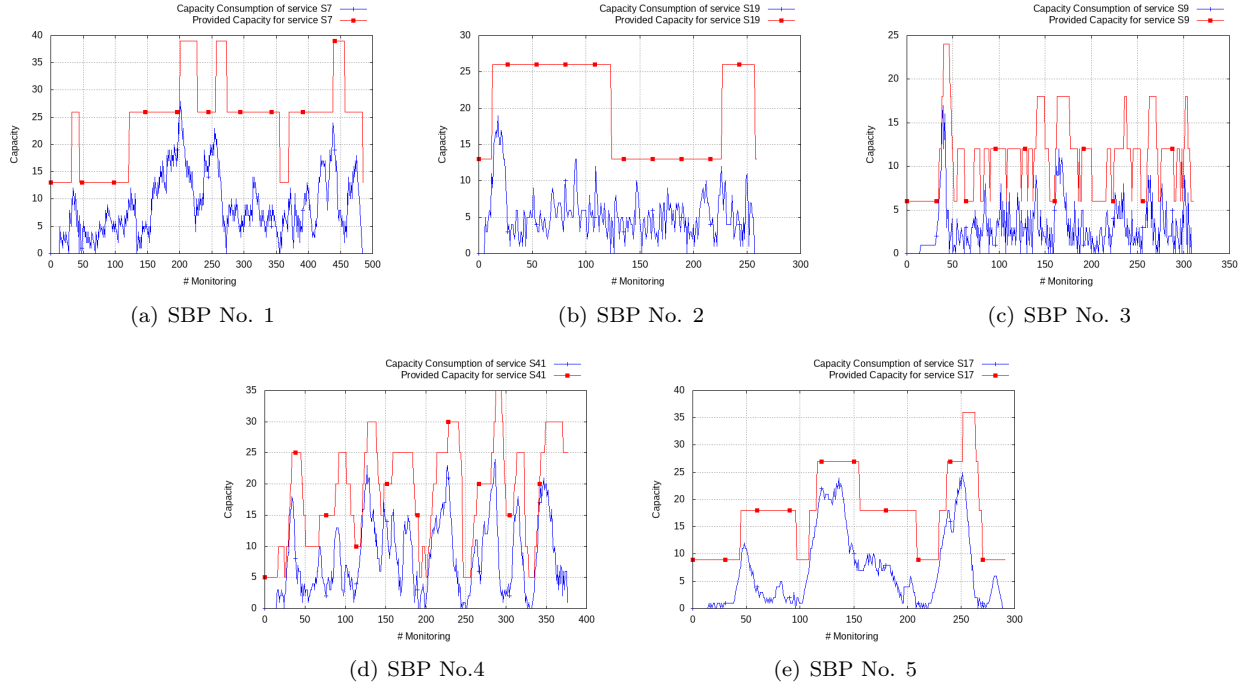 Capacity Consumption of service S7
Provided Capacity for service S7
Capacity
40
35
30
25
20
15
10
5
0
0 50 100 150 200 250 300 350 400 450 500
# Monitoring
(a) SBP No. 1
Capacity Consumption of service S19
Provided Capacity for service S19
Capacity
30
25
20
15
10
5
0
0 50 100 150 200 250 300
# Monitoring
(b) SBP No. 2
Capacity Consumption of service S9
Provided Capacity for service S9
Capacity
25
20
15
10
5
0
0 50 100 150 200 250 300 350
# Monitoring
(c) SBP No. 3
Capacity Consumption of service S41
Provided Capacity for service S41
Capacity
35
30
25
20
15
10
5
0
0 50 100 150 200 250 300 350 400
# Monitoring
(d) SBP No.4
Capacity Consumption of service S17
Provided Capacity for service S17
Capacity
40
35
30
25
20
15
10
5
0
0 50 100 150 200 250 300
# Monitoring
(e) SBP No. 5